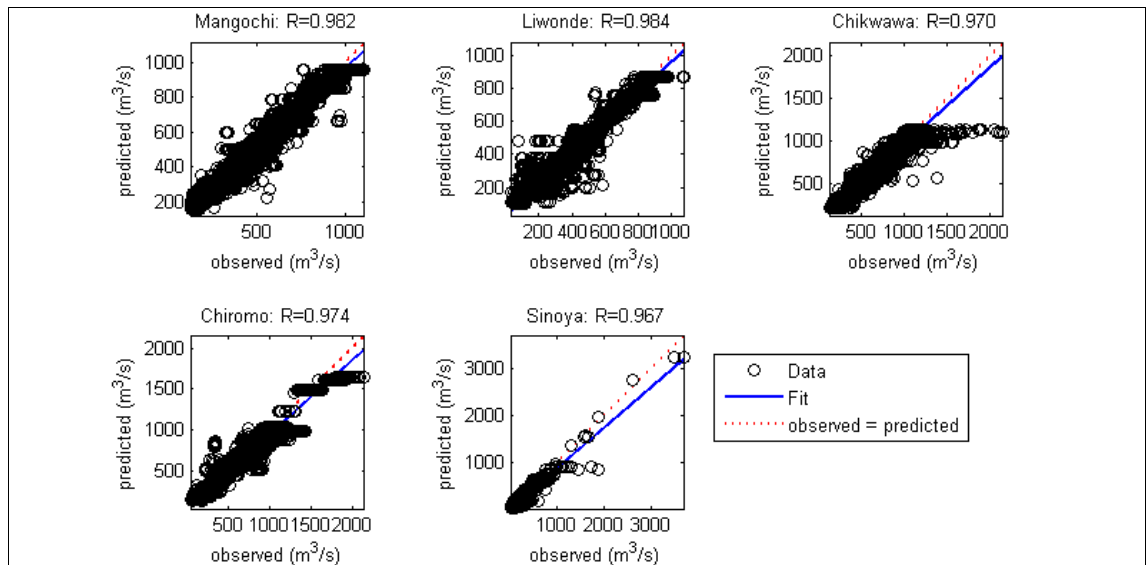 Mangochi: R=0.982
1000
800
600
400
200
500 1000
predicted (m³/s)
observed (m³/s)
Liwonde: R=0.984
1000
800
600
400
200
200 400 600 800 1000
predicted (m³/s)
observed (m³/s)
Chikwawa: R=0.970
2000
1500
1000
500
500 1000 1500 2000
predicted (m³/s)
observed (m³/s)
Chiromo: R=0.974
2000
1500
1000
500
500 1000 1500 2000
predicted (m³/s)
observed (m³/s)
Sinoya: R=0.967
3000
2000
1000
1000 2000 3000
predicted (m³/s)
observed (m³/s)
Data
Fit
observed = predicted